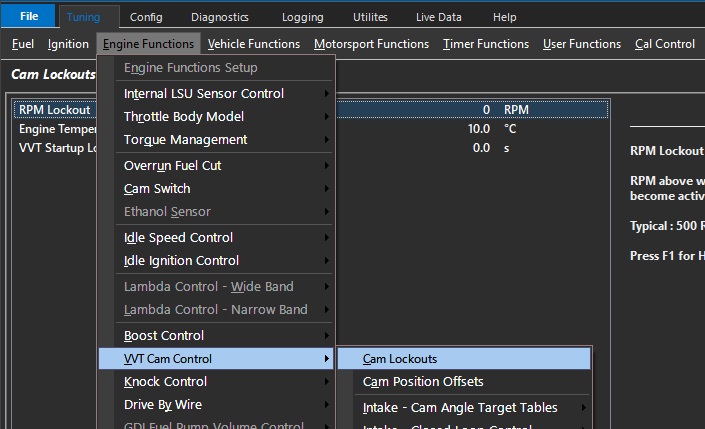 File Tuning Config Diagnostics Logging Utilites Live Data Help
Fuel Ignition Engine Functions Vehicle Functions Motorsport Functions Timer Functions User Functions Cal Control
Cam Lockouts
Engine Functions Setup
RPM Lockout 0 RPM
Internal LSU Sensor Control
Throttle Body Model
Engine Temper 10.0 °C
Torque Management
VVT Startup Lo 0.0 s
RPM Lockout
Overrun Fuel Cut
RPM above w
Cam Switch
become activ
Ethanol Sensor
Typical : 500 R
Idle Speed Control
Press F1 for H
Idle Ignition Control
Lambda Control - Wide Band
Lambda Control - Narrow Band
Boost Control
VVT Cam Control Cam Lockouts
Knock Control Cam Position Offsets
Drive By Wire Intake - Cam Angle Target Tables
GDI Fuel Pump Volume Control Intake - Closed Loop Control